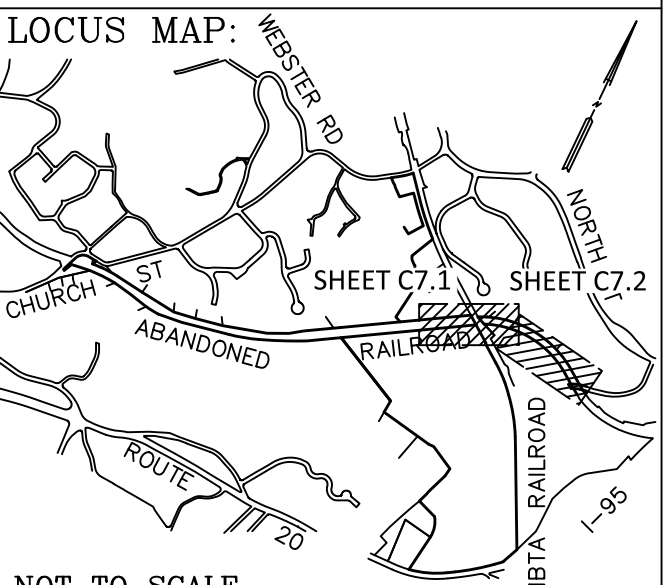 LOCUS MAP:
WEBSTER RD
NORTH
SHEET C7.1
SHEET C7.2
CHURCH ST
ABANDONED RAILROAD
ROUTE 20
RAILROAD
I-95
NOT TO SCALE